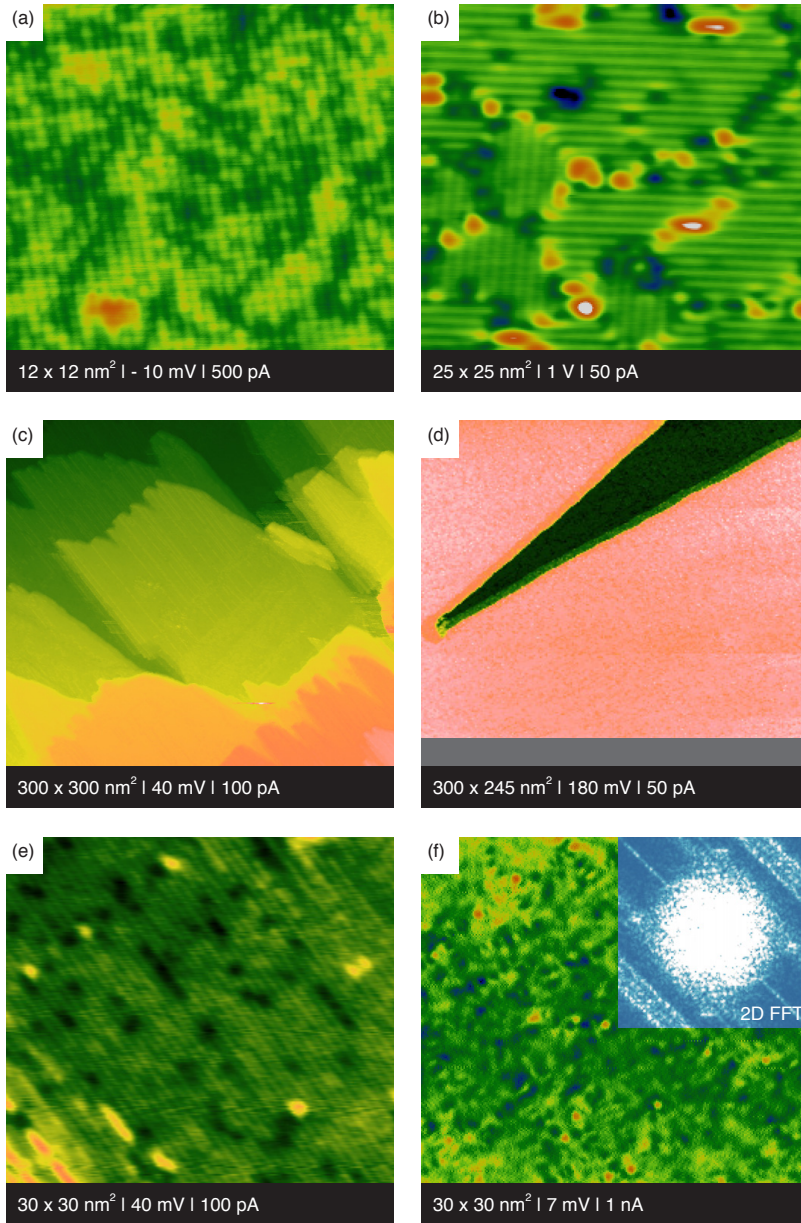 (a)
12 x 12 nm² | - 10 mV | 500 pA
(b)
25 x 25 nm² | 1 V | 50 pA
(c)
300 x 300 nm² | 40 mV | 100 pA
(d)
300 x 245 nm² | 180 mV | 50 pA
(e)
30 x 30 nm² | 40 mV | 100 pA
(f)
2D FFT
30 x 30 nm² | 7 mV | 1 nA